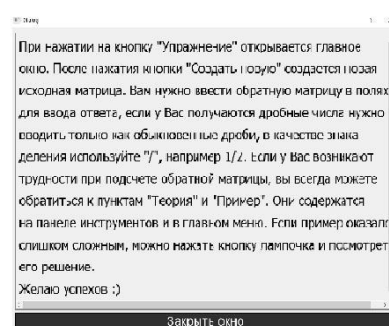 При нажатии на кнопку "Упражнение" открывается главное
окно. После нажатия кнопки "Создать новую" создается новая
исходная матрица. Вам нужно ввести обратную матрицу в полях
для ввода ответа, если у Вас получаются дробные числа нужно
вводить только как обыкновенные дроби, в качестве знака
деления используйте "/", например 1/2. Если у Вас возникают
трудности при подсчете обратной матрицы, вы всегда можете
обратиться к пунктам "Теория" и "Пример". Они содержатся
на панеле инструментов и в главном меню. Если пример оказалс
слишком сложным, можно нажать кнопку лампочка и посмотрет
его решение.
Желаю успехов :)
Закрыть окно